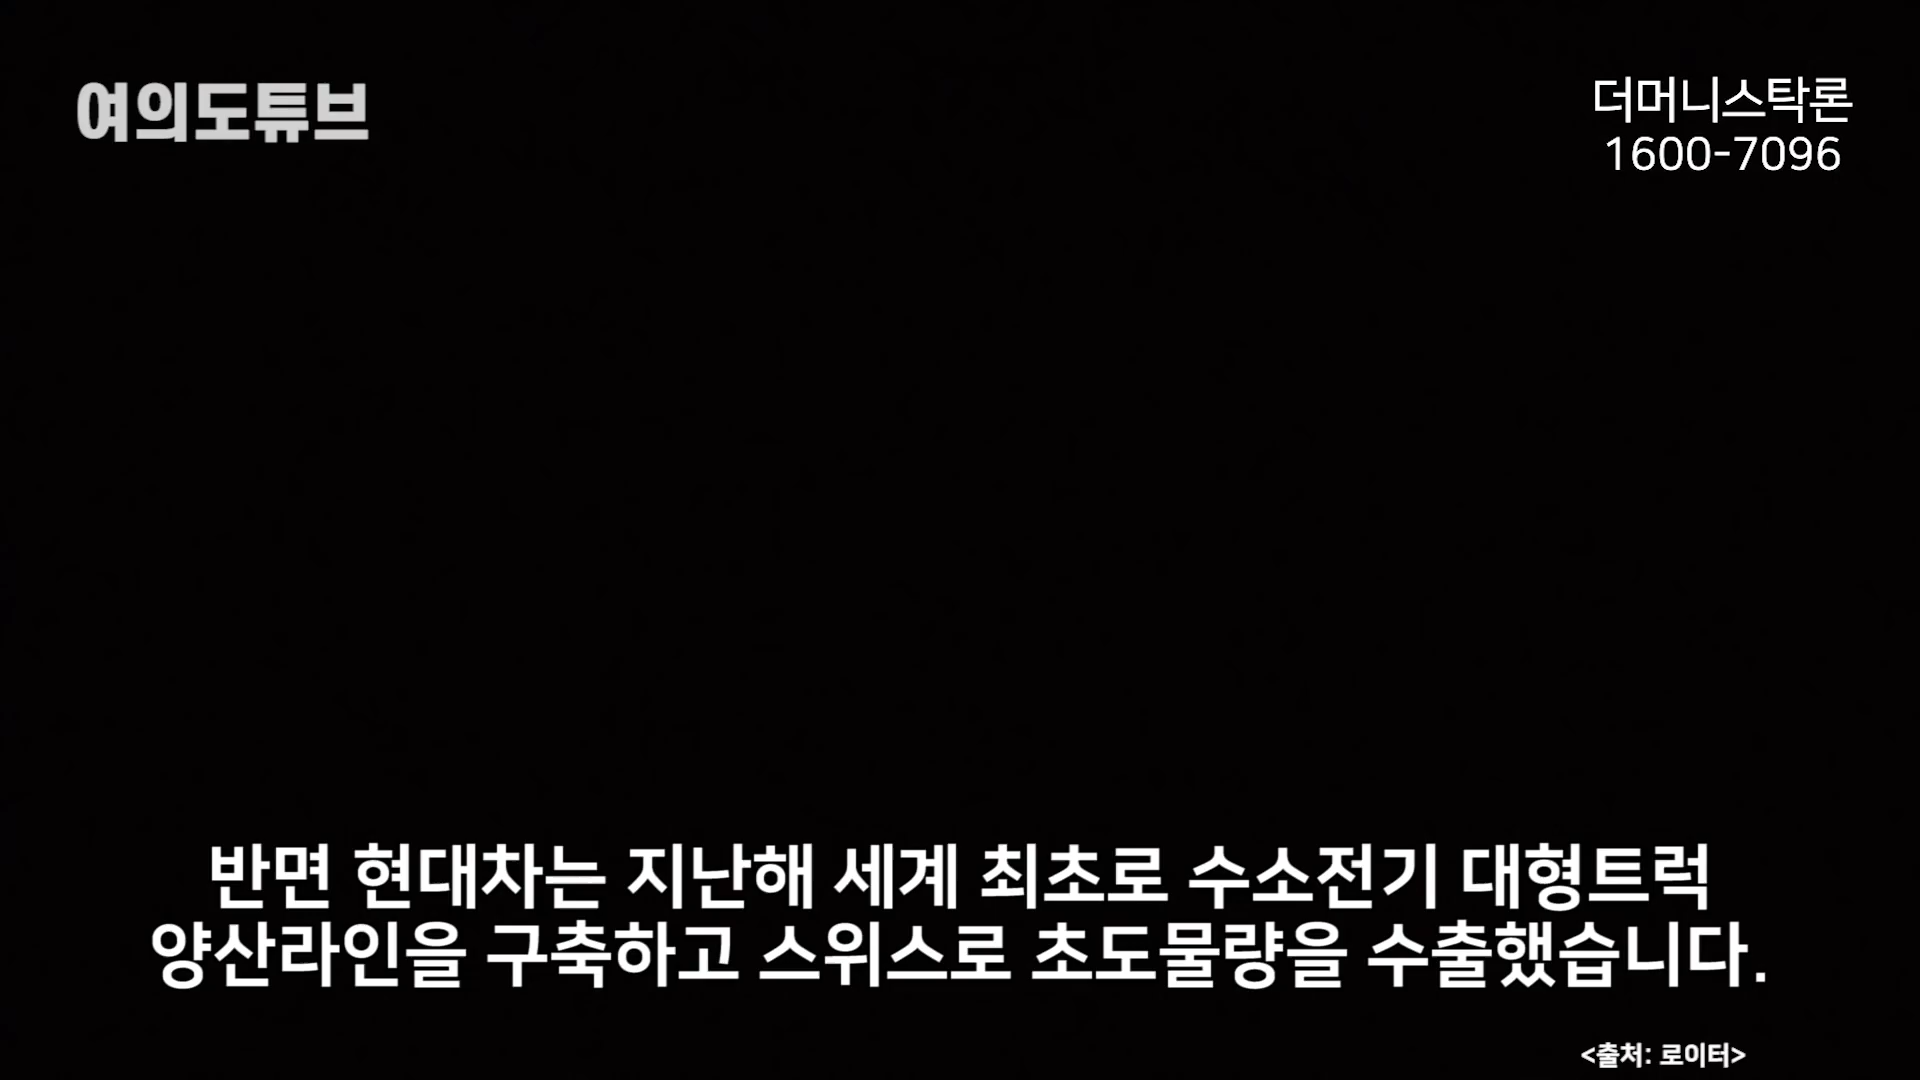 여의도튜브
더머니스탁론
1600-7096
반면 현대차는 지난해 세계 최초로 수소전기 대형트럭
양산라인을 구축하고 스위스로 초도물량을 수출했습니다.
<출처: 로이터>